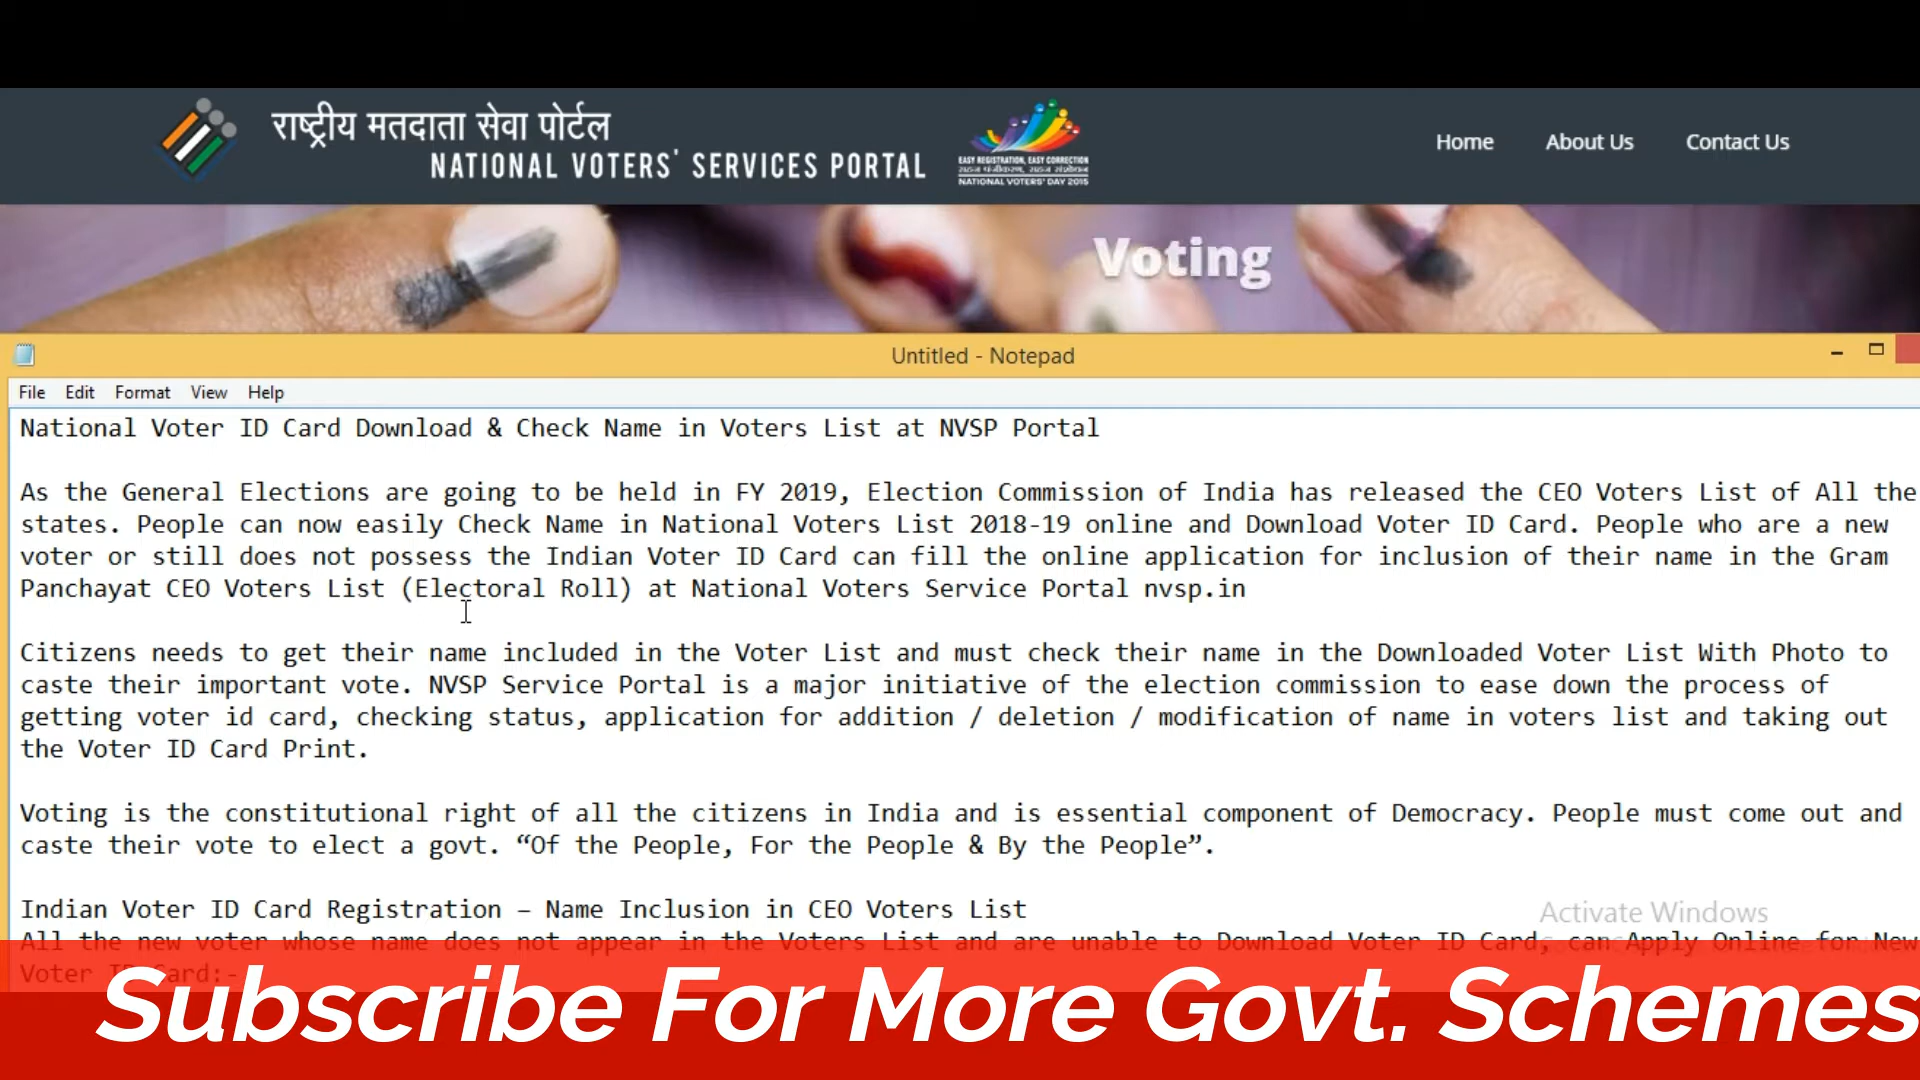 राष्ट्रीय मतदाता सेवा पोर्टल
NATIONAL VOTERS' SERVICES PORTAL
EASY REGISTRATION, EASY CORRECTION
NATIONAL VOTERS' DAY 2015
Home About Us Contact Us
Voting
Untitled - Notepad
File Edit Format View Help
National Voter ID Card Download & Check Name in Voters List at NVSP Portal
As the General Elections are going to be held in FY 2019, Election Commission of India has released the CEO Voters List of All the
states. People can now easily Check Name in National Voters List 2018-19 online and Download Voter ID Card. People who are a new
voter or still does not possess the Indian Voter ID Card can fill the online application for inclusion of their name in the Gram
Panchayat CEO Voters List (Electoral Roll) at National Voters Service Portal nvsp.in
Citizens needs to get their name included in the Voter List and must check their name in the Downloaded Voter List With Photo to
caste their important vote. NVSP Service Portal is a major initiative of the election commission to ease down the process of
getting voter id card, checking status, application for addition / deletion / modification of name in voters list and taking out
the Voter ID Card Print.
Voting is the constitutional right of all the citizens in India and is essential component of Democracy. People must come out and
caste their vote to elect a govt. “Of the People, For the People & By the People”.
Indian Voter ID Card Registration – Name Inclusion in CEO Voters List
Activate Windows
All the new voter whose name does not appear in the Voters List and are unable to Download Voter ID Card, can Apply Online for New
Voter ID Card:-
Subscribe For More Govt. Schemes